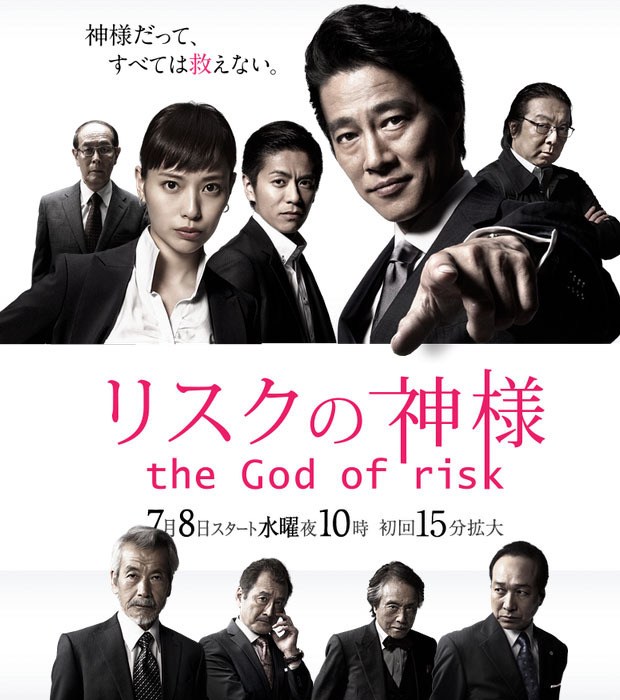 神様だって、
すべては救えない。
リスクの神様
the God of risk
7月8日スタート水曜夜10時 初回15分拡大